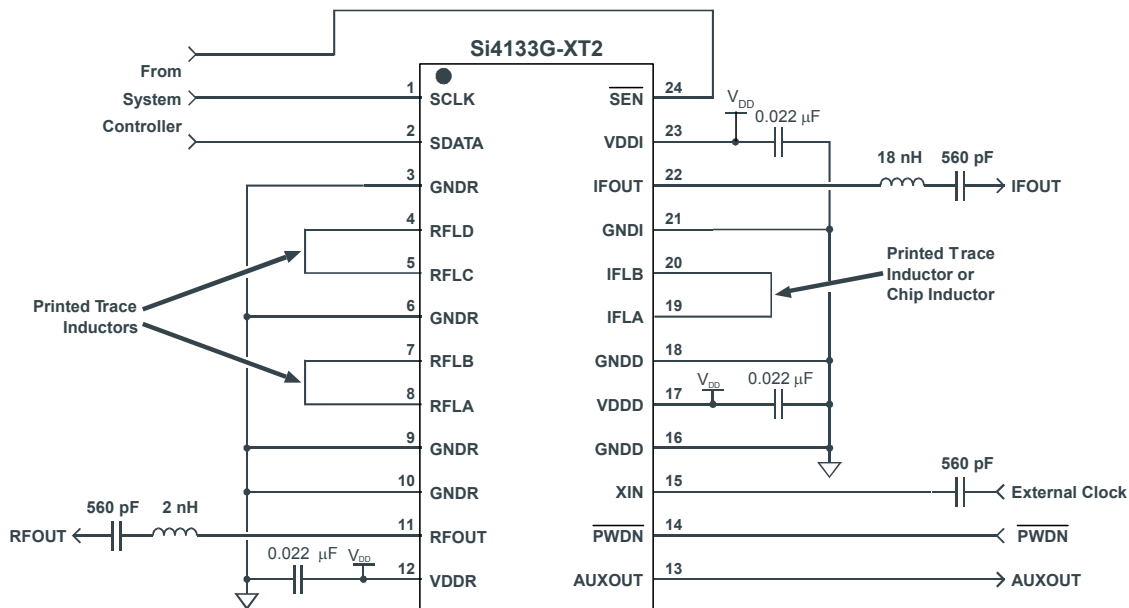 Si4133G-XT2
From
System
Controller
1
SCLK
2
SDATA
3
GNDR
4
RFLD
5
RFLC
6
GNDR
7
RFLB
8
RFLA
9
GNDR
10
GNDR
11
RFOUT
12
VDDR
Printed Trace
Inductors
560 pF
2 nH
RFOUT
0.022 μF
VDD
24
SEN
23
VDDI
22
IFOUT
21
GNDI
20
IFLB
19
IFLA
18
GNDD
17
VDDD
16
GNDD
15
XIN
14
PWDN
13
AUXOUT
VDD
0.022 μF
18 nH
560 pF
IFOUT
Printed Trace
Inductor or
Chip Inductor
VDD
0.022 μF
560 pF
External Clock
PWDN
AUXOUT